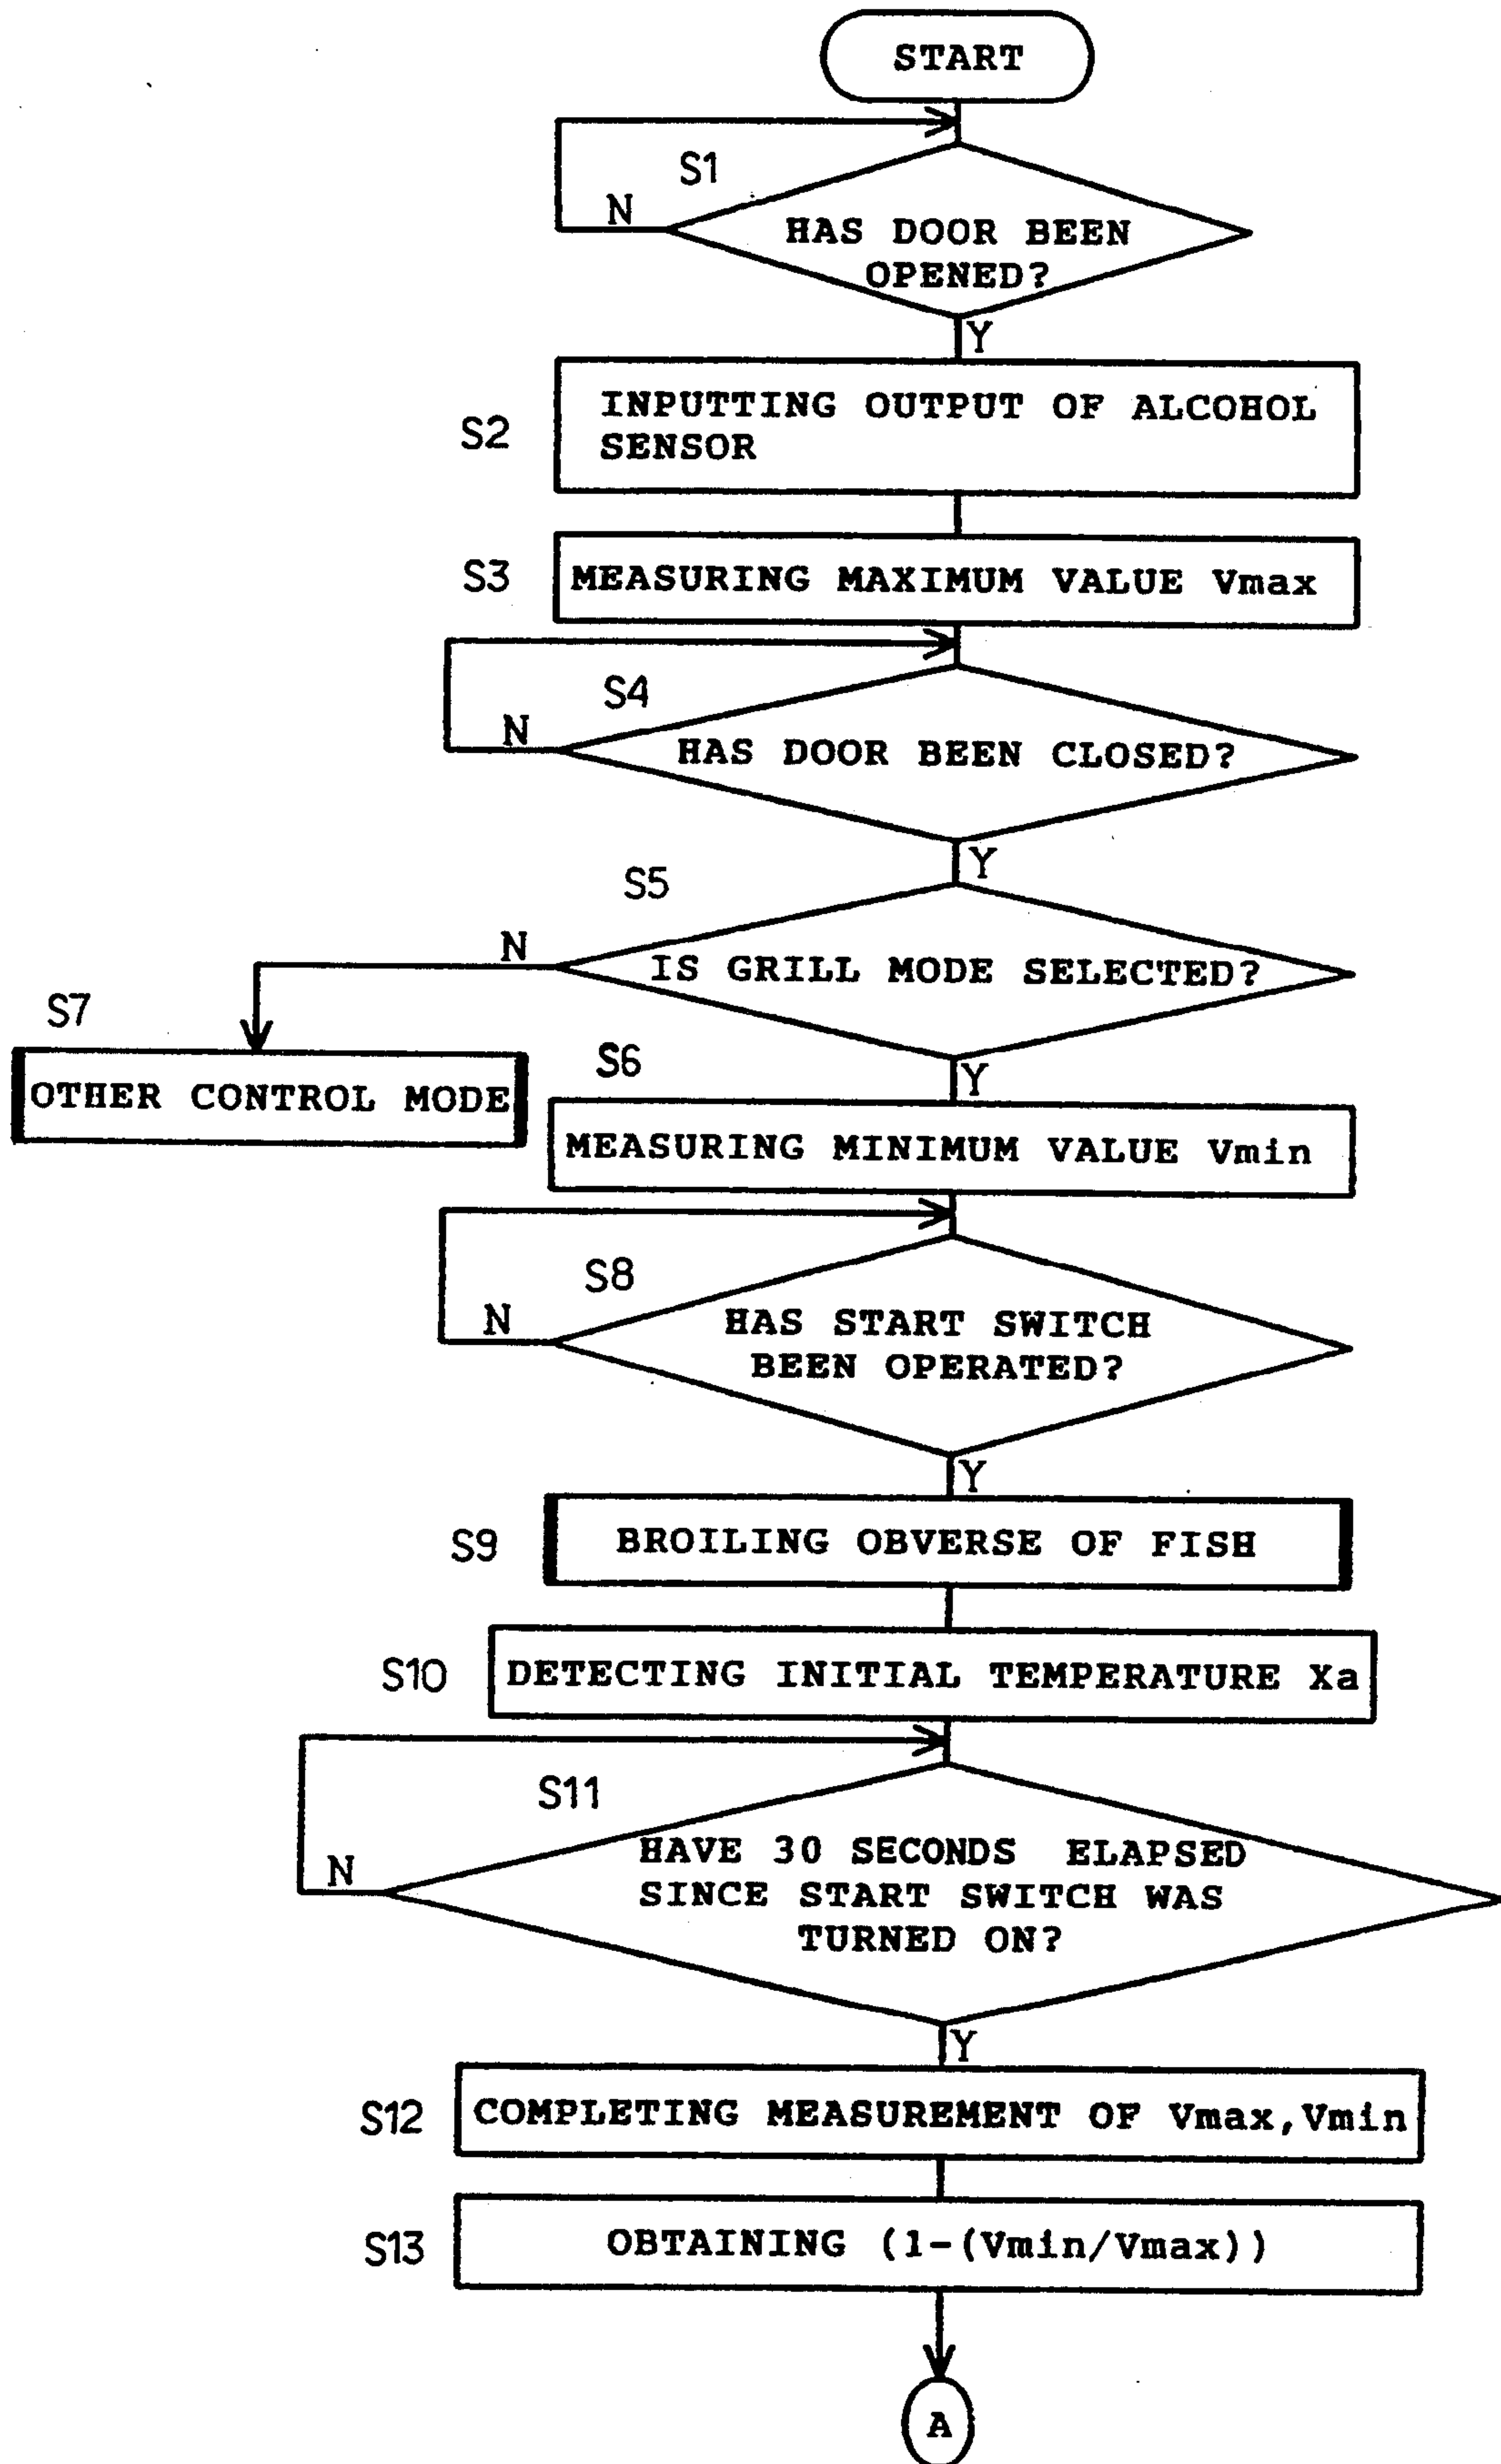 START
S1
N
HAS DOOR BEEN
OPENED?
Y
S2
INPUTTING OUTPUT OF ALCOHOL
SENSOR
S3
MEASURING MAXIMUM VALUE Vmax
S4
N
HAS DOOR BEEN CLOSED?
Y
S5
N
IS GRILL MODE SELECTED?
S7
OTHER CONTROL MODE
Y
S6
MEASURING MINIMUM VALUE Vmin
S8
N
HAS START SWITCH
BEEN OPERATED?
Y
S9
BROILING OBVERSE OF FISH
S10
DETECTING INITIAL TEMPERATURE Xa
S11
N
HAVE 30 SECONDS ELAPSED
SINCE START SWITCH WAS
TURNED ON?
Y
S12
COMPLETING MEASUREMENT OF Vmax,Vmin
S13
OBTAINING (1-(Vmin/Vmax))
A